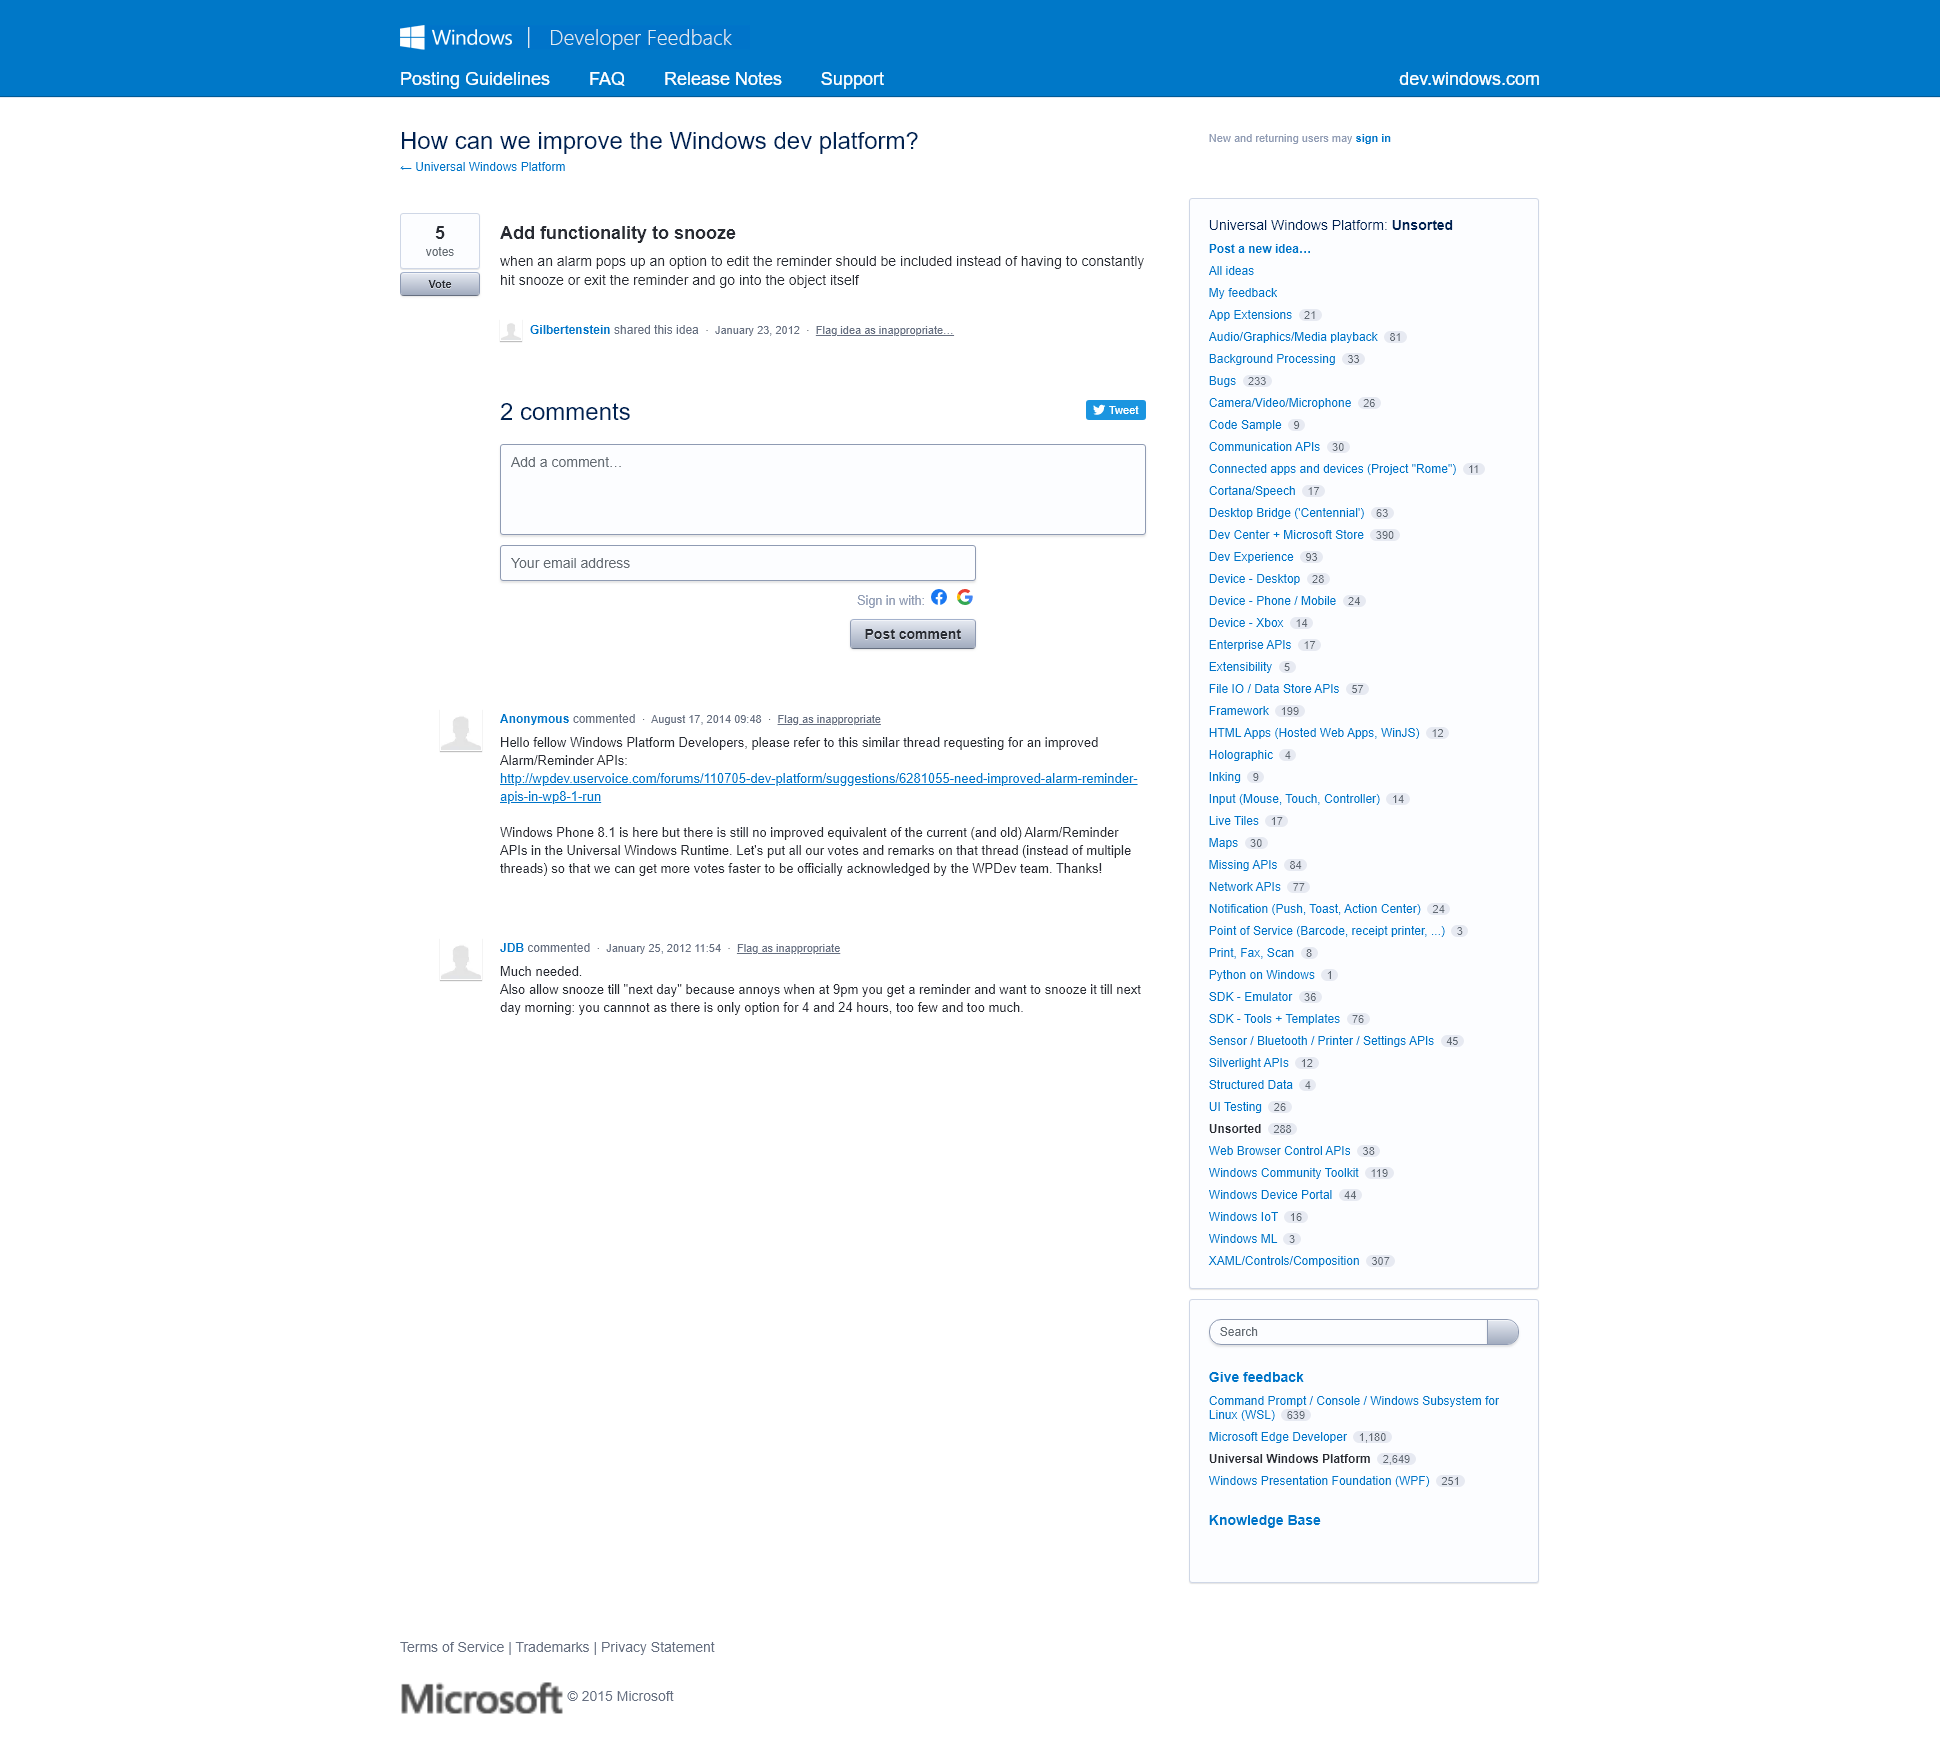 Windows | Developer Feedback
Posting Guidelines FAQ Release Notes Support dev.windows.com
How can we improve the Windows dev platform?
← Universal Windows Platform
New and returning users may sign in
5
votes
Vote
Add functionality to snooze
when an alarm pops up an option to edit the reminder should be included instead of having to constantly
hit snooze or exit the reminder and go into the object itself
Gilbertenstein shared this idea · January 23, 2012 · Flag idea as inappropriate…
2 comments
Tweet
Add a comment…
Your email address
Sign in with:
Post comment
Anonymous commented · August 17, 2014 09:48 · Flag as inappropriate
Hello fellow Windows Platform Developers, please refer to this similar thread requesting for an improved
Alarm/Reminder APIs:
http://wpdev.uservoice.com/forums/110705-dev-platform/suggestions/6281055-need-improved-alarm-reminder-
apis-in-wp8-1-run
Windows Phone 8.1 is here but there is still no improved equivalent of the current (and old) Alarm/Reminder
APIs in the Universal Windows Runtime. Let's put all our votes and remarks on that thread (instead of multiple
threads) so that we can get more votes faster to be officially acknowledged by the WPDev team. Thanks!
JDB commented · January 25, 2012 11:54 · Flag as inappropriate
Much needed.
Also allow snooze till "next day" because annoys when at 9pm you get a reminder and want to snooze it till next
day morning: you cannnot as there is only option for 4 and 24 hours, too few and too much.
Universal Windows Platform: Unsorted
Post a new idea…
All ideas
My feedback
App Extensions 21
Audio/Graphics/Media playback 81
Background Processing 33
Bugs 233
Camera/Video/Microphone 26
Code Sample 9
Communication APIs 30
Connected apps and devices (Project "Rome") 11
Cortana/Speech 17
Desktop Bridge ('Centennial') 63
Dev Center + Microsoft Store 390
Dev Experience 93
Device - Desktop 28
Device - Phone / Mobile 24
Device - Xbox 14
Enterprise APIs 17
Extensibility 5
File IO / Data Store APIs 57
Framework 199
HTML Apps (Hosted Web Apps, WinJS) 12
Holographic 4
Inking 9
Input (Mouse, Touch, Controller) 14
Live Tiles 17
Maps 30
Missing APIs 84
Network APIs 77
Notification (Push, Toast, Action Center) 24
Point of Service (Barcode, receipt printer, ...) 3
Print, Fax, Scan 8
Python on Windows 1
SDK - Emulator 36
SDK - Tools + Templates 76
Sensor / Bluetooth / Printer / Settings APIs 45
Silverlight APIs 12
Structured Data 4
UI Testing 26
Unsorted 288
Web Browser Control APIs 38
Windows Community Toolkit 119
Windows Device Portal 44
Windows IoT 16
Windows ML 3
XAML/Controls/Composition 307
Search
Give feedback
Command Prompt / Console / Windows Subsystem for
Linux (WSL) 639
Microsoft Edge Developer 1,180
Universal Windows Platform 2,649
Windows Presentation Foundation (WPF) 251
Knowledge Base
Terms of Service | Trademarks | Privacy Statement
Microsoft © 2015 Microsoft